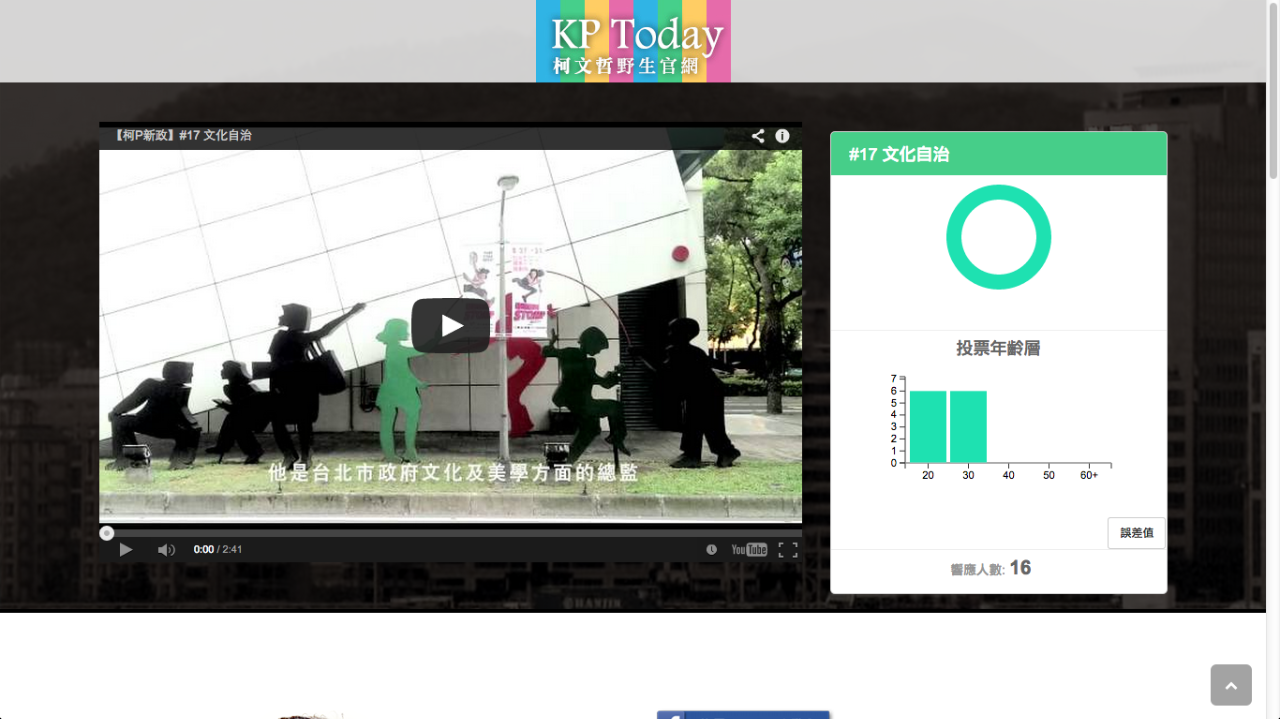 KP Today
柯文哲野生官網
【柯P新政】#17 文化自治
他是台北市政府文化及美學方面的總監
0:00 / 2:41
YouTube
#17 文化自治
投票年齡層
7
6
5
4
3
2
1
0
20 30 40 50 60+
誤差值
響應人數: 16